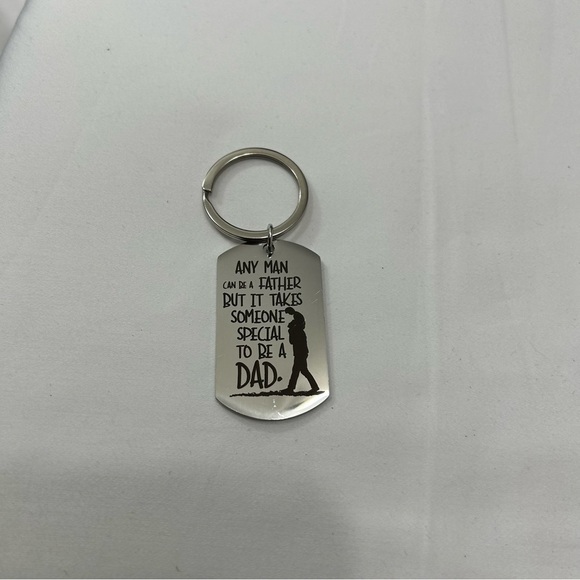 ANY MAN
CAN BE A FATHER
BUT IT TAKES
SOMEONE
SPECIAL
TO BE A
DAD.